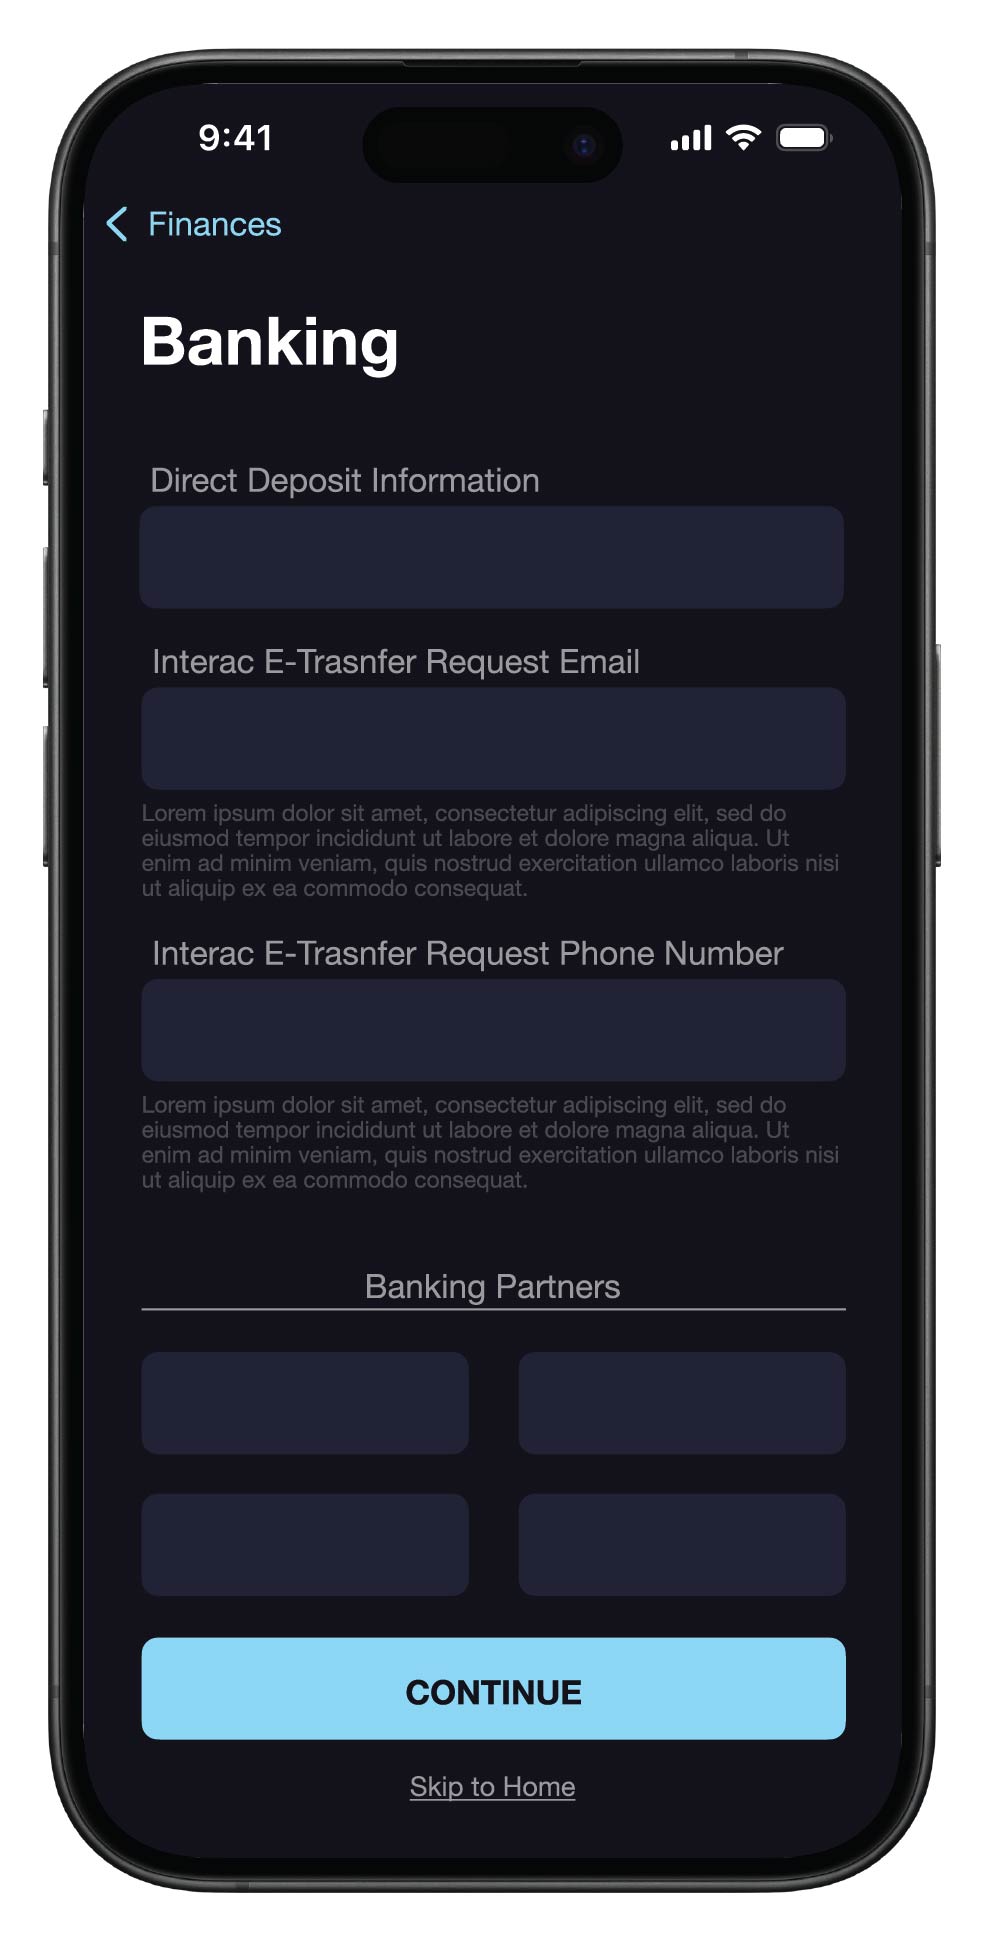 9:41
Finances
Banking
Direct Deposit Information
Interac E-Trasnfer Request Email
Lorem ipsum dolor sit amet, consectetur adipiscing elit, sed do
eiusmod tempor incididunt ut labore et dolore magna aliqua. Ut
enim ad minim veniam, quis nostrud exercitation ullamco laboris nisi
ut aliquip ex ea commodo consequat.
Interac E-Trasnfer Request Phone Number
Lorem ipsum dolor sit amet, consectetur adipiscing elit, sed do
eiusmod tempor incididunt ut labore et dolore magna aliqua. Ut
enim ad minim veniam, quis nostrud exercitation ullamco laboris nisi
ut aliquip ex ea commodo consequat.
Banking Partners
CONTINUE
Skip to Home